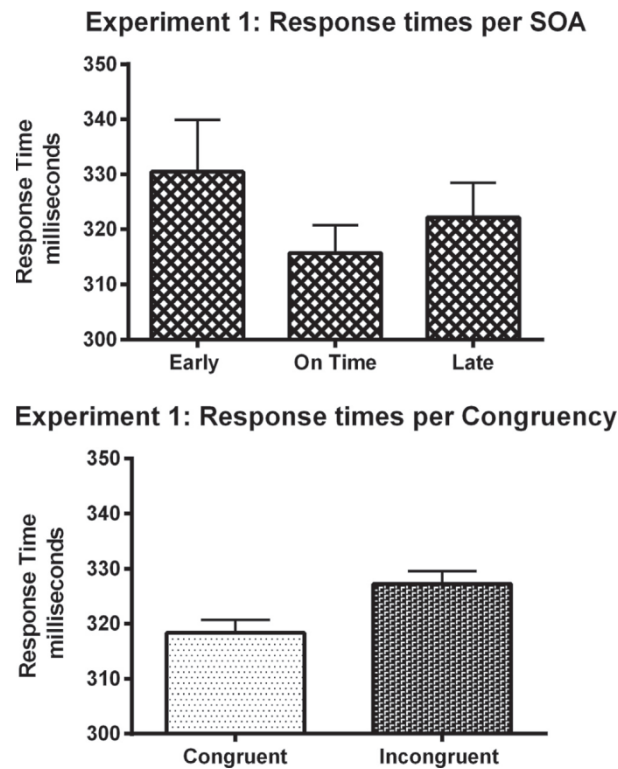 Experiment 1: Response times per SOA
Response Time
milliseconds
350
340
330
320
310
300
Early On Time Late
Experiment 1: Response times per Congruency
Response Time
milliseconds
350
340
330
320
310
300
Congruent Incongruent